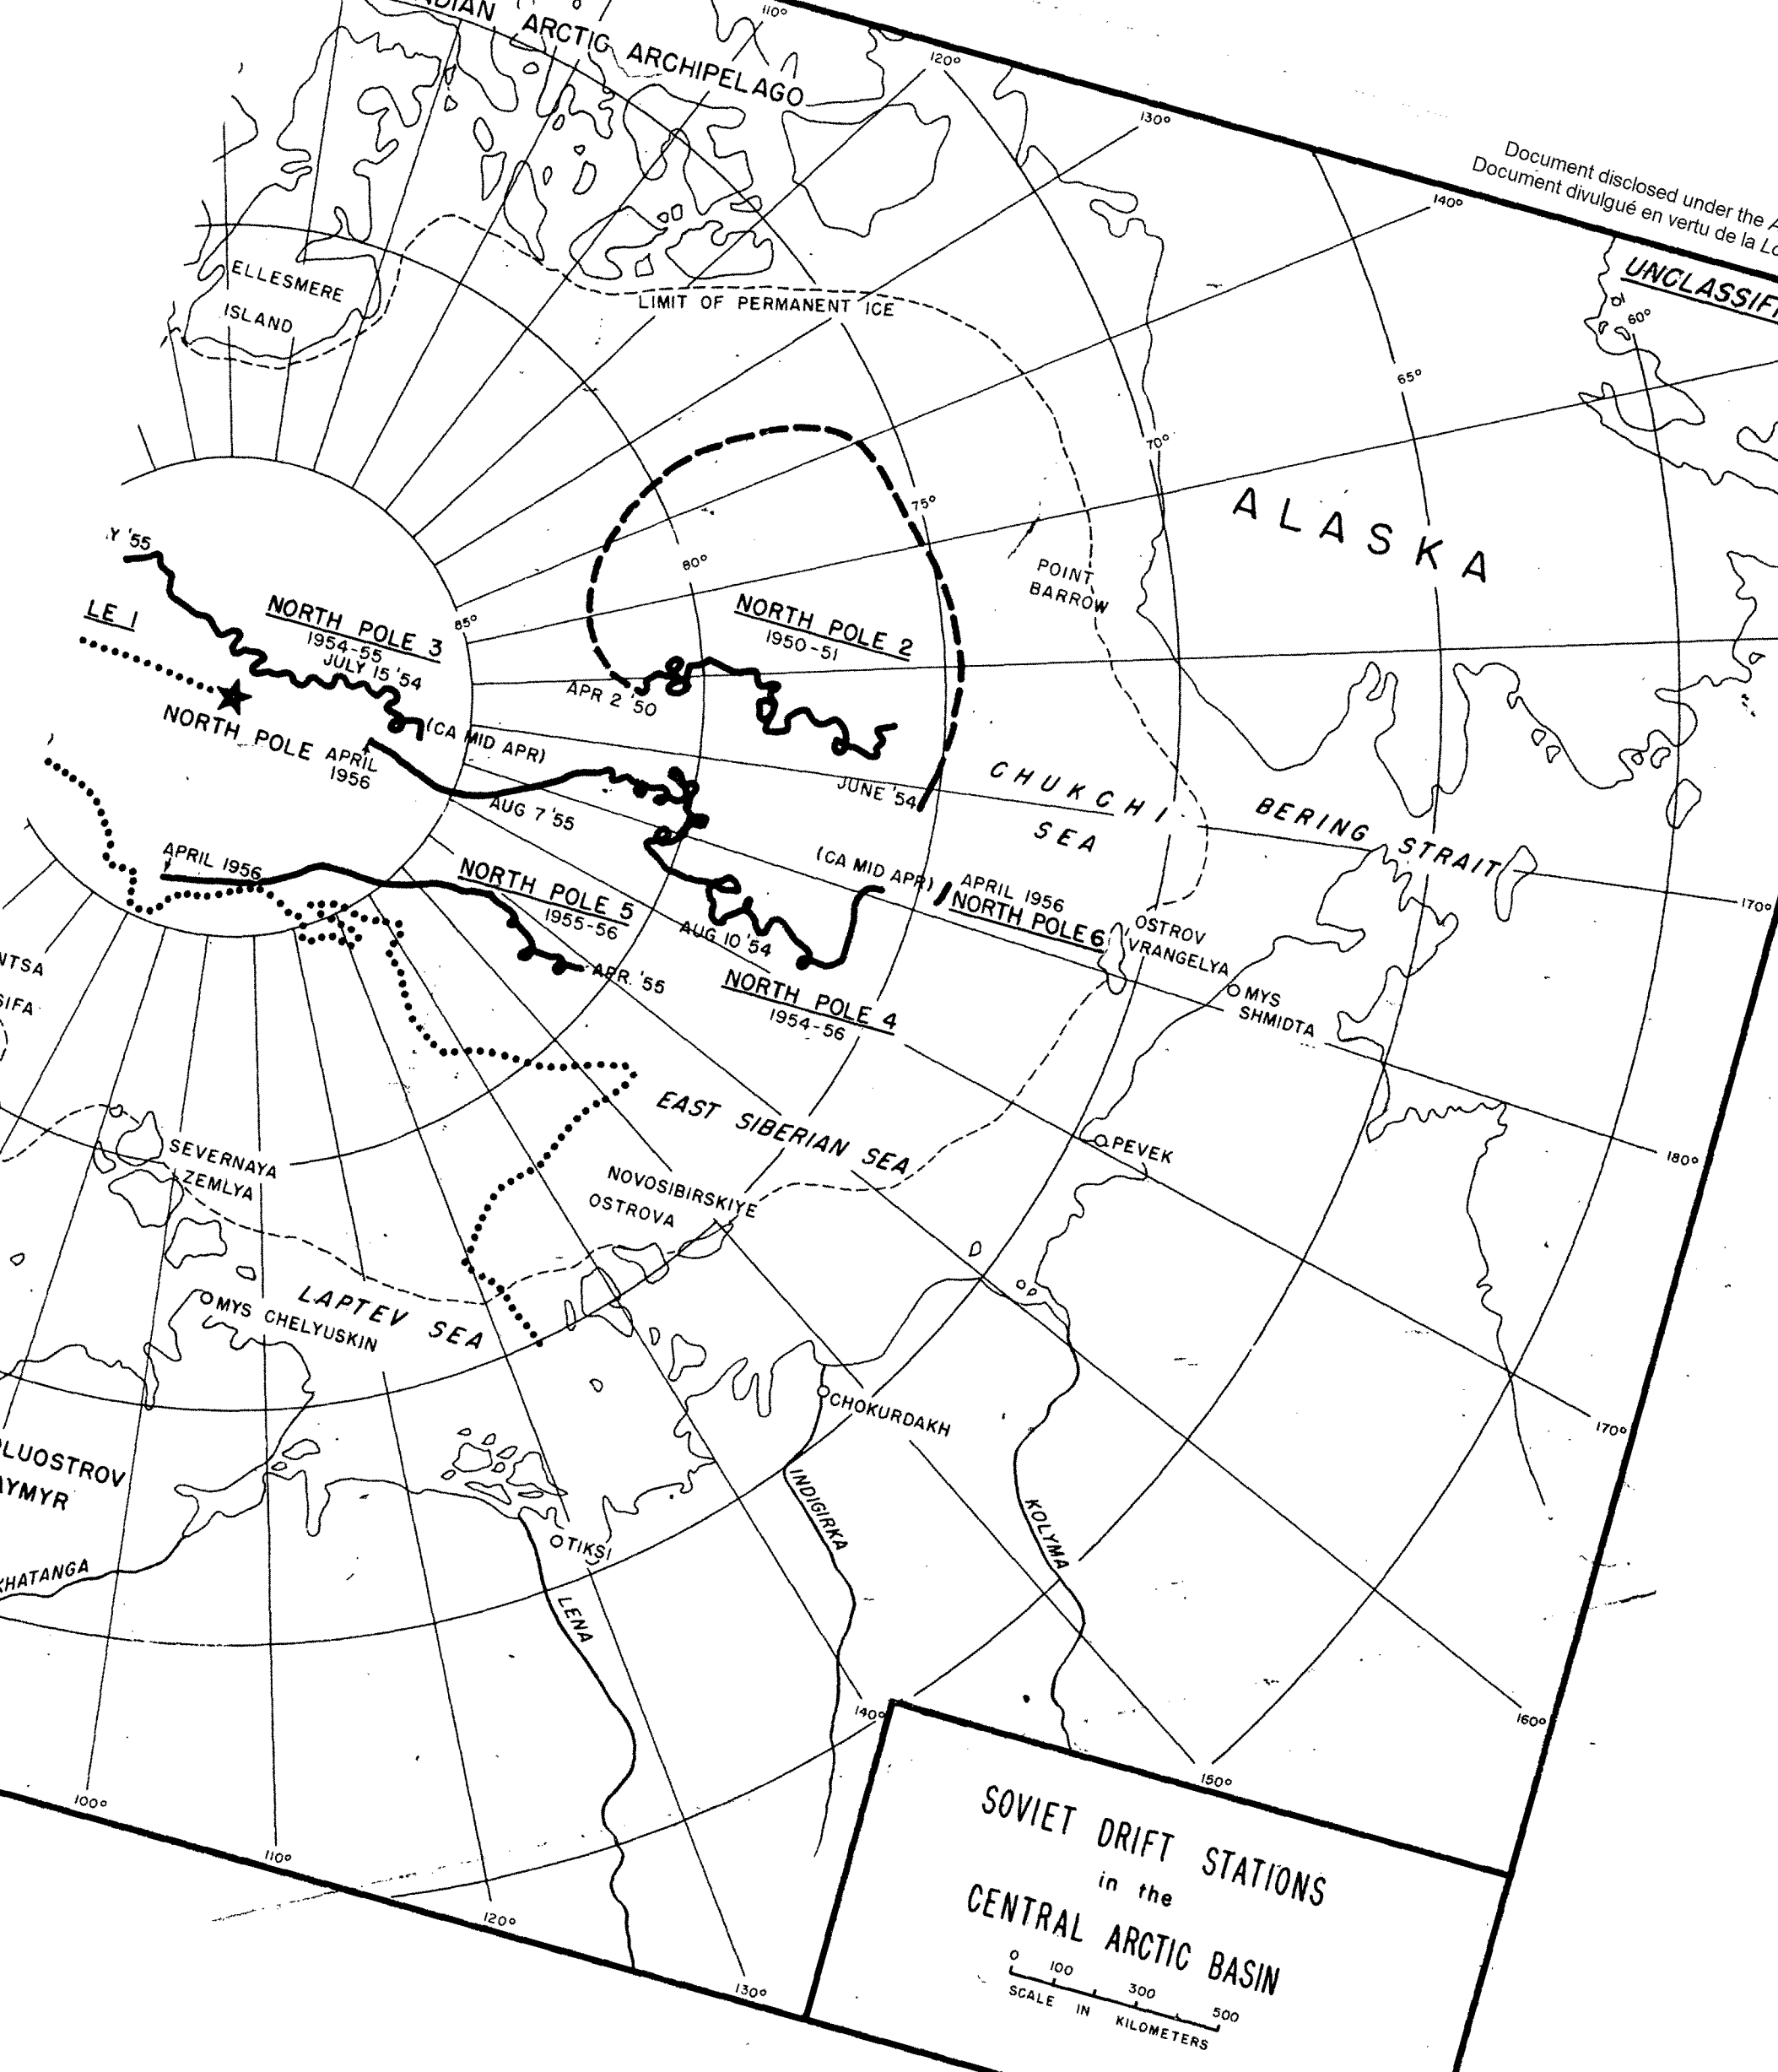 ARCTIC ARCHIPELAGO
110°
120°
130°
140°
Document disclosed under the
Document divulgué en vertu de la
60°
65°
70°
75°
80°
85°
ELLESMERE
ISLAND
LIMIT OF PERMANENT ICE
ALASKA
POINT
BARROW
'55
NORTH POLE 3
1954-55
JULY 15 '54
(CA MID APR)
NORTH POLE 2
1950-51
APR 2 '50
JUNE '54
NORTH POLE
APRIL
1956
AUG 7 '55
CHUKCHI
SEA
BERING STRAIT
170°
APRIL 1956
NORTH POLE 5
1955-56
APR. '55
AUG 10 '54
NORTH POLE 4
1954-56
(CA MID APR)
APRIL 1956
NORTH POLE 6
OSTROV
VRANGELYA
MYS
SHMIDTA
180°
EAST SIBERIAN SEA
PEVEK
SEVERNAYA
ZEMLYA
NOVOSIBIRSKIYE
OSTROVA
LAPTEV SEA
MYS CHELYUSKIN
CHOKURDAKH
170°
INDIGIRKA
KOLYMA
TIKSI
LENA
KHATANGA
160°
140°
150°
100°
110°
120°
130°
SOVIET DRIFT STATIONS
in the
CENTRAL ARCTIC BASIN
0 100 300 500
SCALE IN KILOMETERS